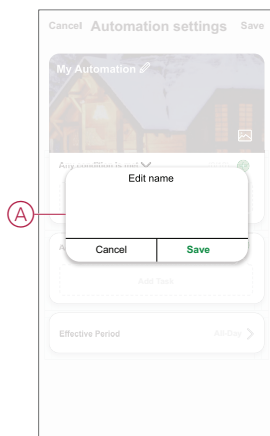 Cancel Automation settings Save
My Automation
Any condition is met
Edit name
A
A
Cancel Save
Add Task
Effective Period All-Day